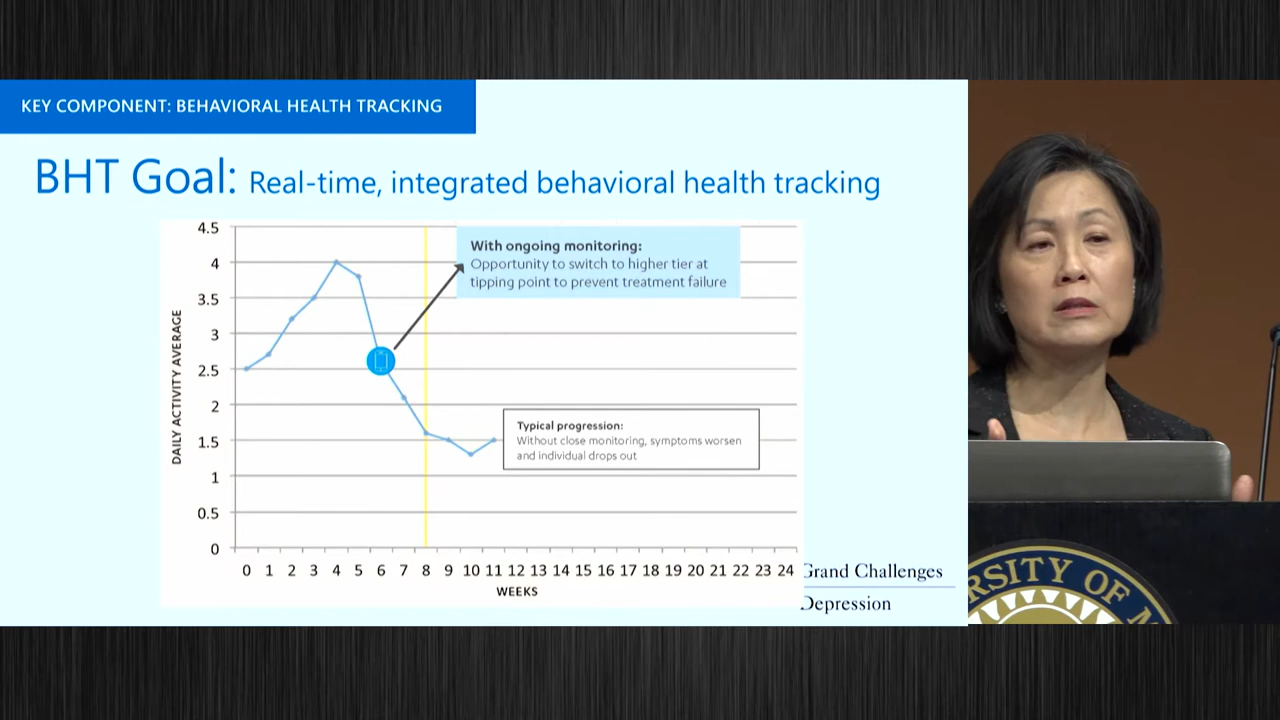 KEY COMPONENT: BEHAVIORAL HEALTH TRACKING
BHT Goal: Real-time, integrated behavioral health tracking
4.5
4
3.5
3
2.5
2
1.5
1
0.5
0
DAILY ACTIVITY AVERAGE
With ongoing monitoring:
Opportunity to switch to higher tier at
tipping point to prevent treatment failure
Typical progression:
Without close monitoring, symptoms worsen
and individual drops out
0 1 2 3 4 5 6 7 8 9 10 11 12 13 14 15 16 17 18 19 20 21 22 23 24
WEEKS
Grand Challenges
Depression
RSITY OF